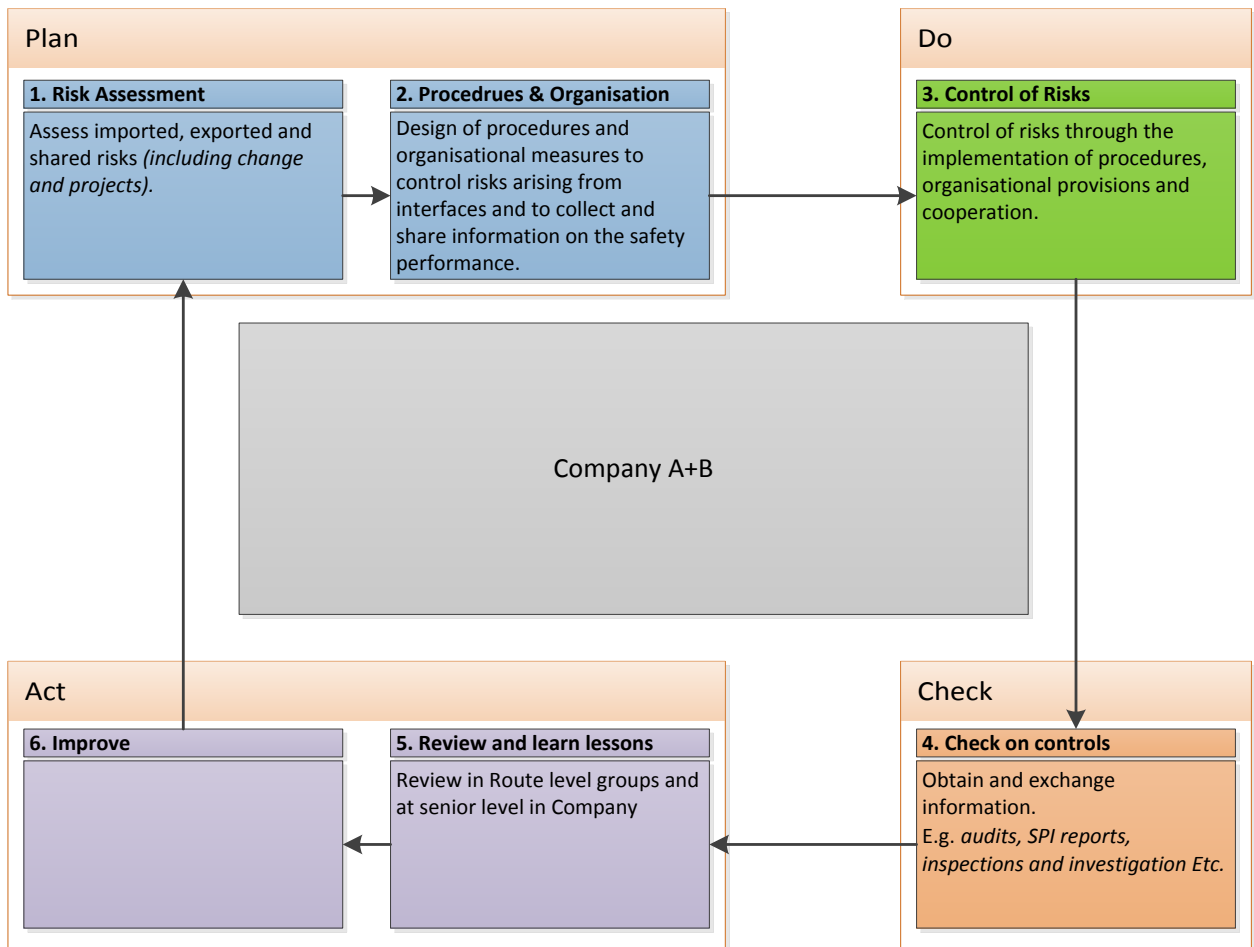 Plan
1. Risk Assessment
Assess imported, exported and
shared risks (including change
and projects).
2. Procedrues & Organisation
Design of procedures and
organisational measures to
control risks arising from
interfaces and to collect and
share information on the safety
performance.
Do
3. Control of Risks
Control of risks through the
implementation of procedures,
organisational provisions and
cooperation.
Company A+B
Act
6. Improve
5. Review and learn lessons
Review in Route level groups and
at senior level in Company
Check
4. Check on controls
Obtain and exchange
information.
E.g. audits, SPI reports,
inspections and investigation Etc.